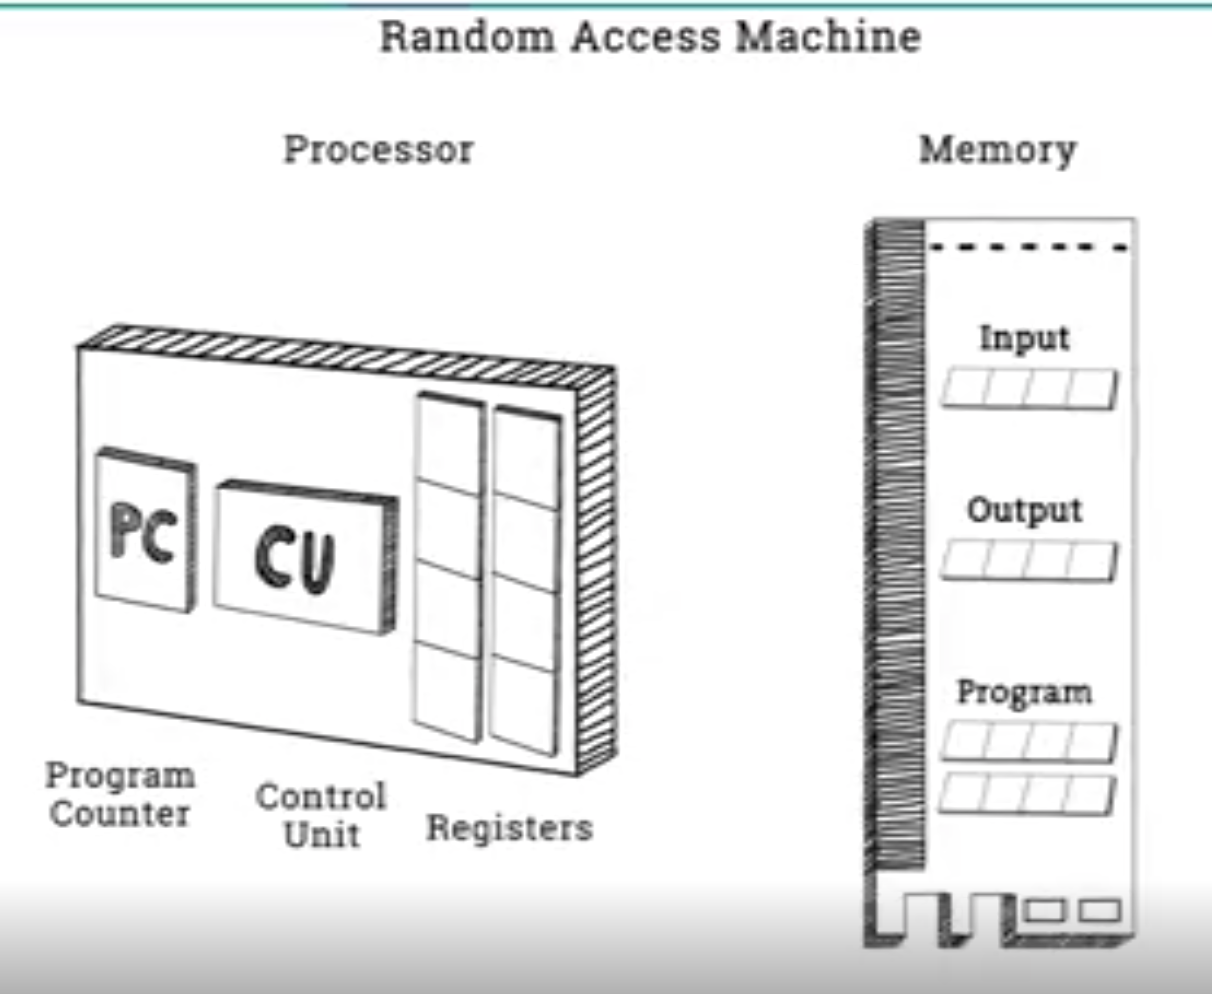 Random Access Machine
Processor
Memory
Input
Output
PC
CU
Program
Program
Counter
Control
Unit
Registers